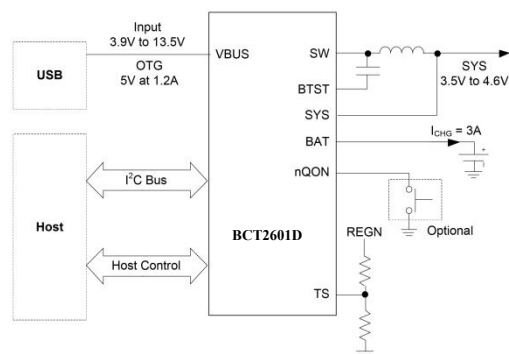 Input
3.9V to 13.5V
OTG
5V at 1.2A
USB
VBUS
SW
BTST
SYS
BAT
nQON
TS
SYS
3.5V to 4.6V
ICHG = 3A
+
Optional
REGN
Host
I2C Bus
Host Control
BCT2601D